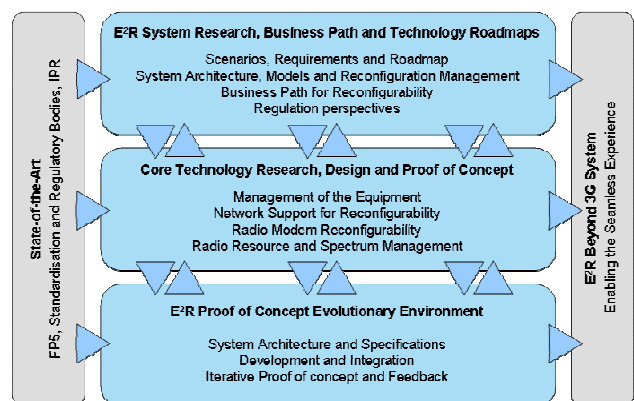 State-of-the-Art
FP5, Standardisation and Regulatory Bodies, IPR
E²R System Research, Business Path and Technology Roadmaps
Scenarios, Requirements and Roadmap
System Architecture, Models and Reconfiguration Management
Business Path for Reconfigurability
Regulation perspectives
Core Technology Research, Design and Proof of Concept
Management of the Equipment
Network Support for Reconfigurability
Radio Modem Reconfigurability
Radio Resource and Spectrum Management
E²R Proof of Concept Evolutionary Environment
System Architecture and Specifications
Development and Integration
Iterative Proof of concept and Feedback
E²R Beyond 3G System
Enabling the Seamless Experience